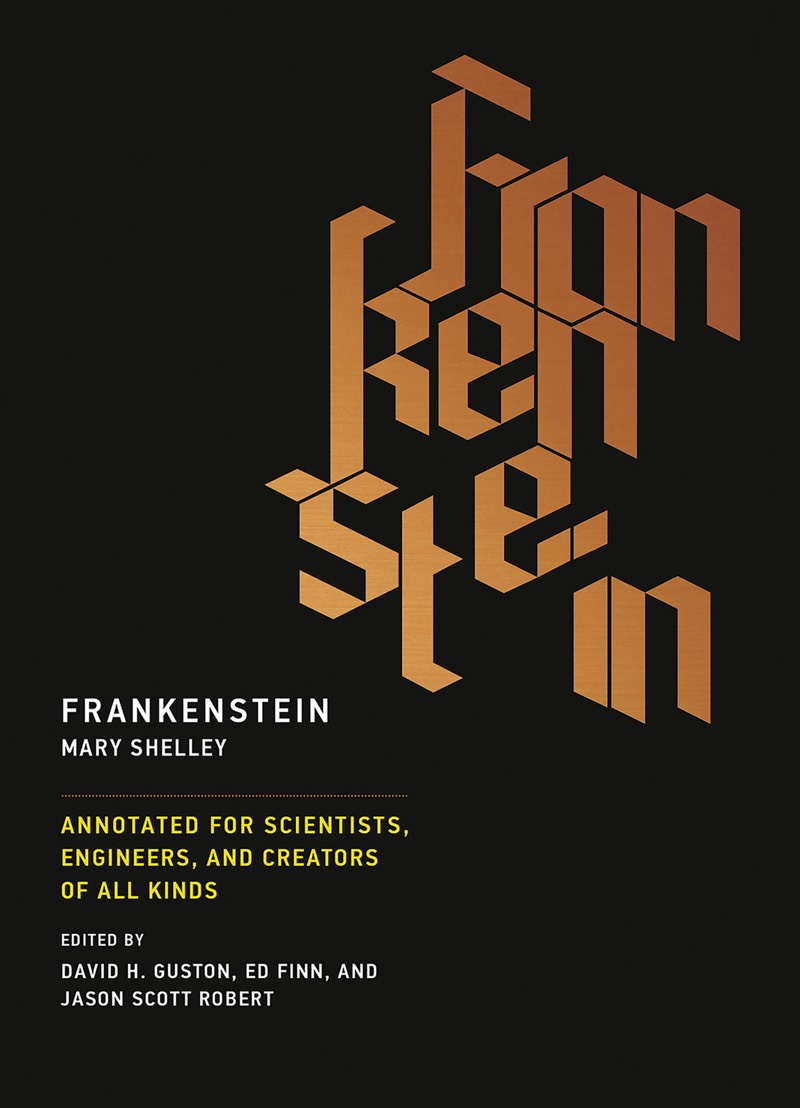 Fran
ken
ste
in
FRANKENSTEIN
MARY SHELLEY
ANNOTATED FOR SCIENTISTS,
ENGINEERS, AND CREATORS
OF ALL KINDS
EDITED BY
DAVID H. GUSTON, ED FINN, AND
JASON SCOTT ROBERT